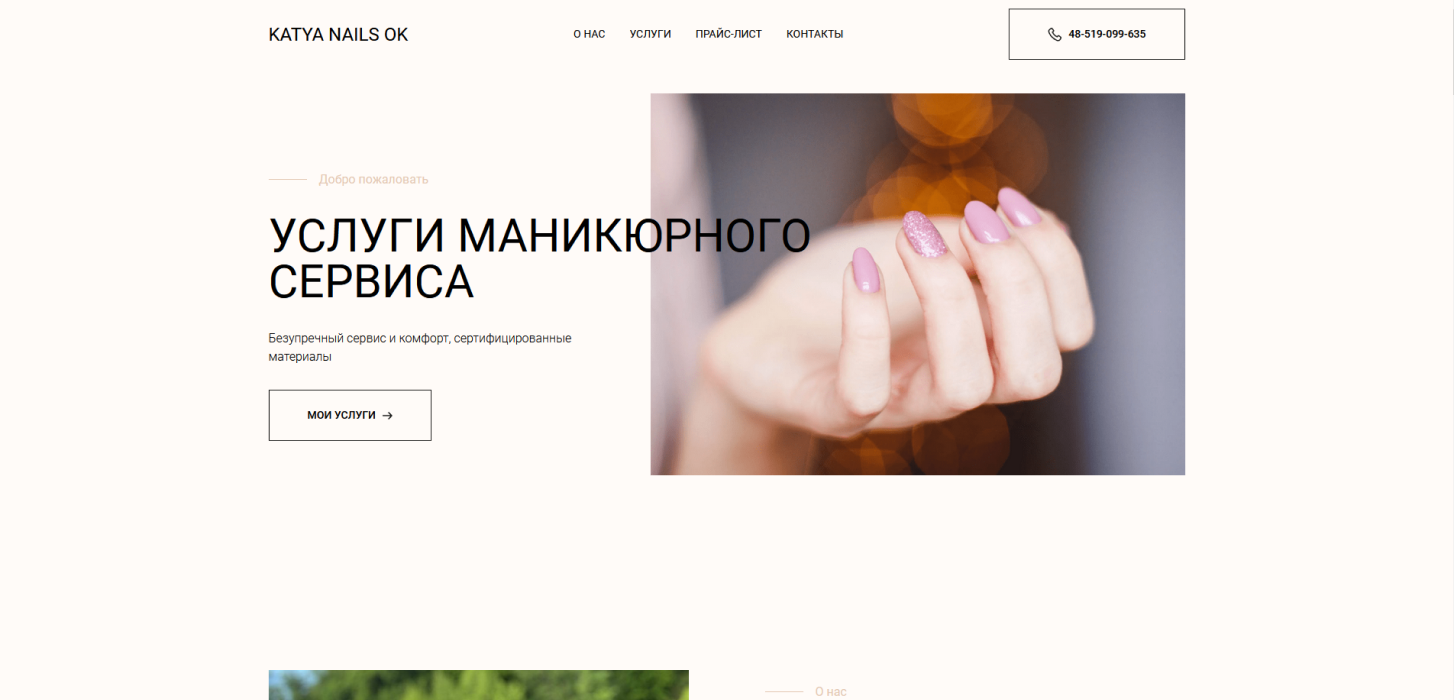 KATYA NAILS OK
О НАС УСЛУГИ ПРАЙС-ЛИСТ КОНТАКТЫ
48-519-099-635
Добро пожаловать
УСЛУГИ МАНИКЮРНОГО
СЕРВИСА
Безупречный сервис и комфорт, сертифицированные
материалы
МОИ УСЛУГИ →
О нас